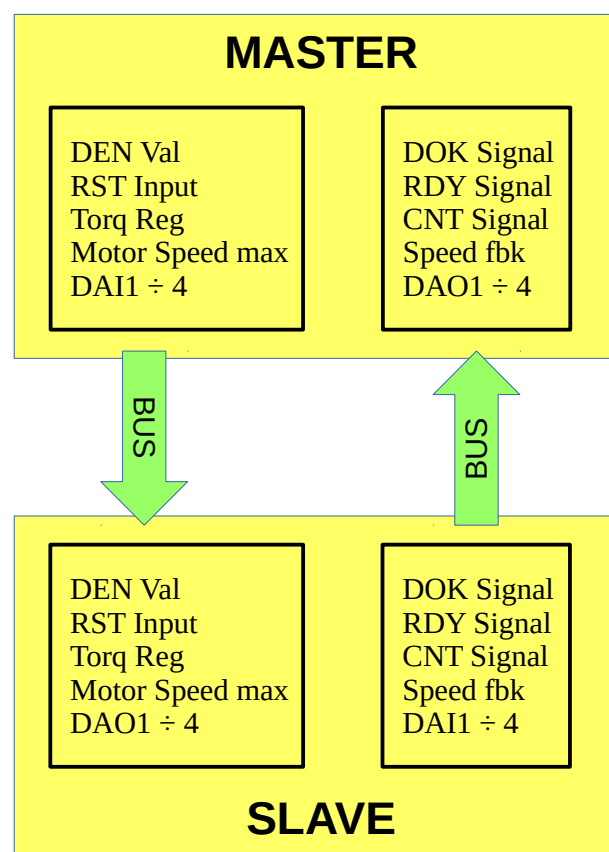 MASTER
DEN Val
RST Input
Torq Reg
Motor Speed max
DAI1 ÷ 4
DOK Signal
RDY Signal
CNT Signal
Speed fbk
DAO1 ÷ 4
BUS
BUS
DEN Val
RST Input
Torq Reg
Motor Speed max
DAO1 ÷ 4
DOK Signal
RDY Signal
CNT Signal
Speed fbk
DAI1 ÷ 4
SLAVE